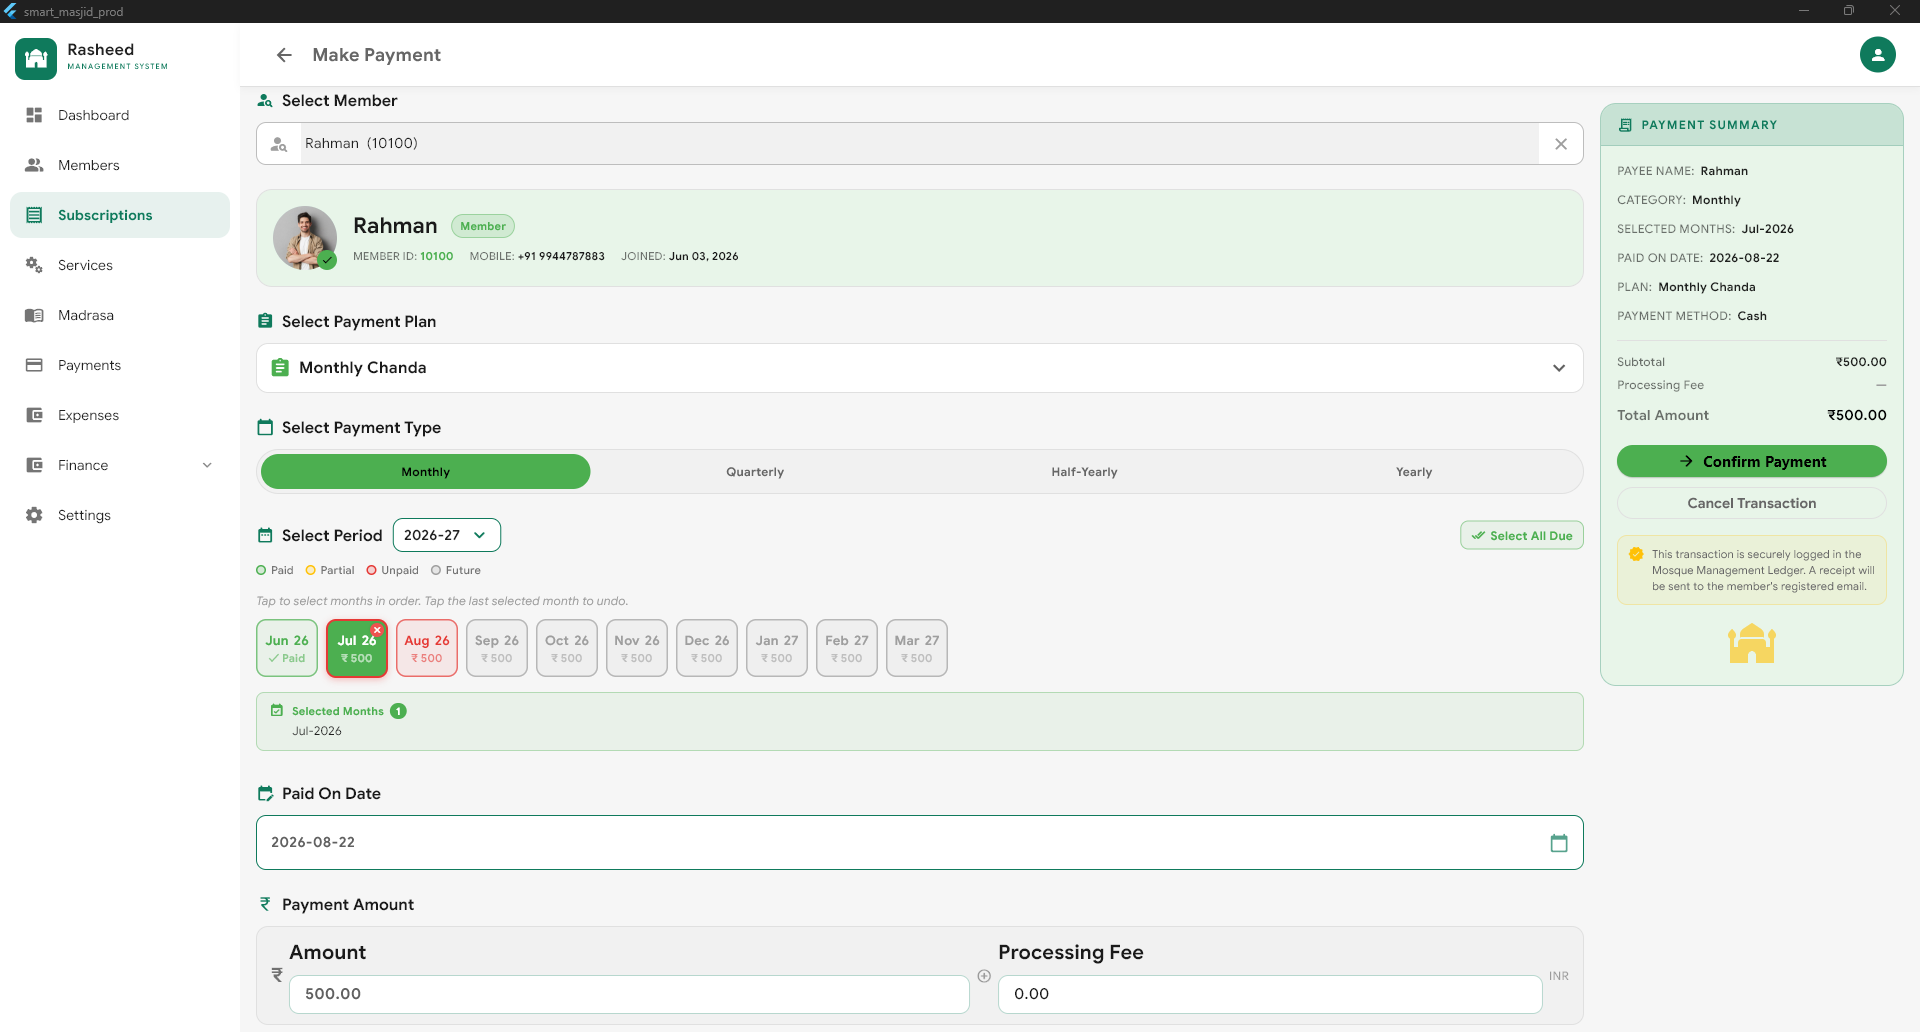 smart_masjid_prod
Rasheed
MANAGEMENT SYSTEM
Dashboard
Members
Subscriptions
Services
Madrasa
Payments
Expenses
Finance
Settings
Make Payment
Select Member
Rahman (10100)
Rahman Member
MEMBER ID: 10100 MOBILE: +91 9944787883 JOINED: Jun 03, 2026
Select Payment Plan
Monthly Chanda
Select Payment Type
Monthly Quarterly Half-Yearly Yearly
Select Period 2026-27 Select All Due
Paid Partial Unpaid Future
Tap to select months in order. Tap the last selected month to undo.
Jun 26 Jul 26 Aug 26 Sep 26 Oct 26 Nov 26 Dec 26 Jan 27 Feb 27 Mar 27
Paid ₹ 500 ₹ 500 ₹ 500 ₹ 500 ₹ 500 ₹ 500 ₹ 500 ₹ 500 ₹ 500
Selected Months 1
Jul-2026
Paid On Date
2026-08-22
₹ Payment Amount
Amount Processing Fee
₹ INR
500.00 0.00
PAYMENT SUMMARY
PAYEE NAME: Rahman
CATEGORY: Monthly
SELECTED MONTHS: Jul-2026
PAID ON DATE: 2026-08-22
PLAN: Monthly Chanda
PAYMENT METHOD: Cash
Subtotal ₹500.00
Processing Fee —
Total Amount ₹500.00
Confirm Payment
Cancel Transaction
This transaction is securely logged in the
Mosque Management Ledger. A receipt will
be sent to the member's registered email.